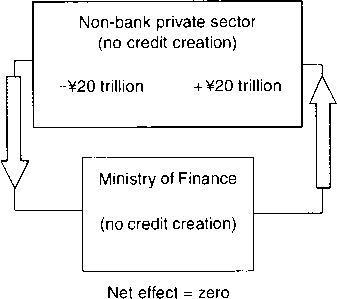 Non-bank private sector
(no credit creation)
-¥20 trillion +¥20 trillion
Ministry of Finance
(no credit creation)
Net effect = zero